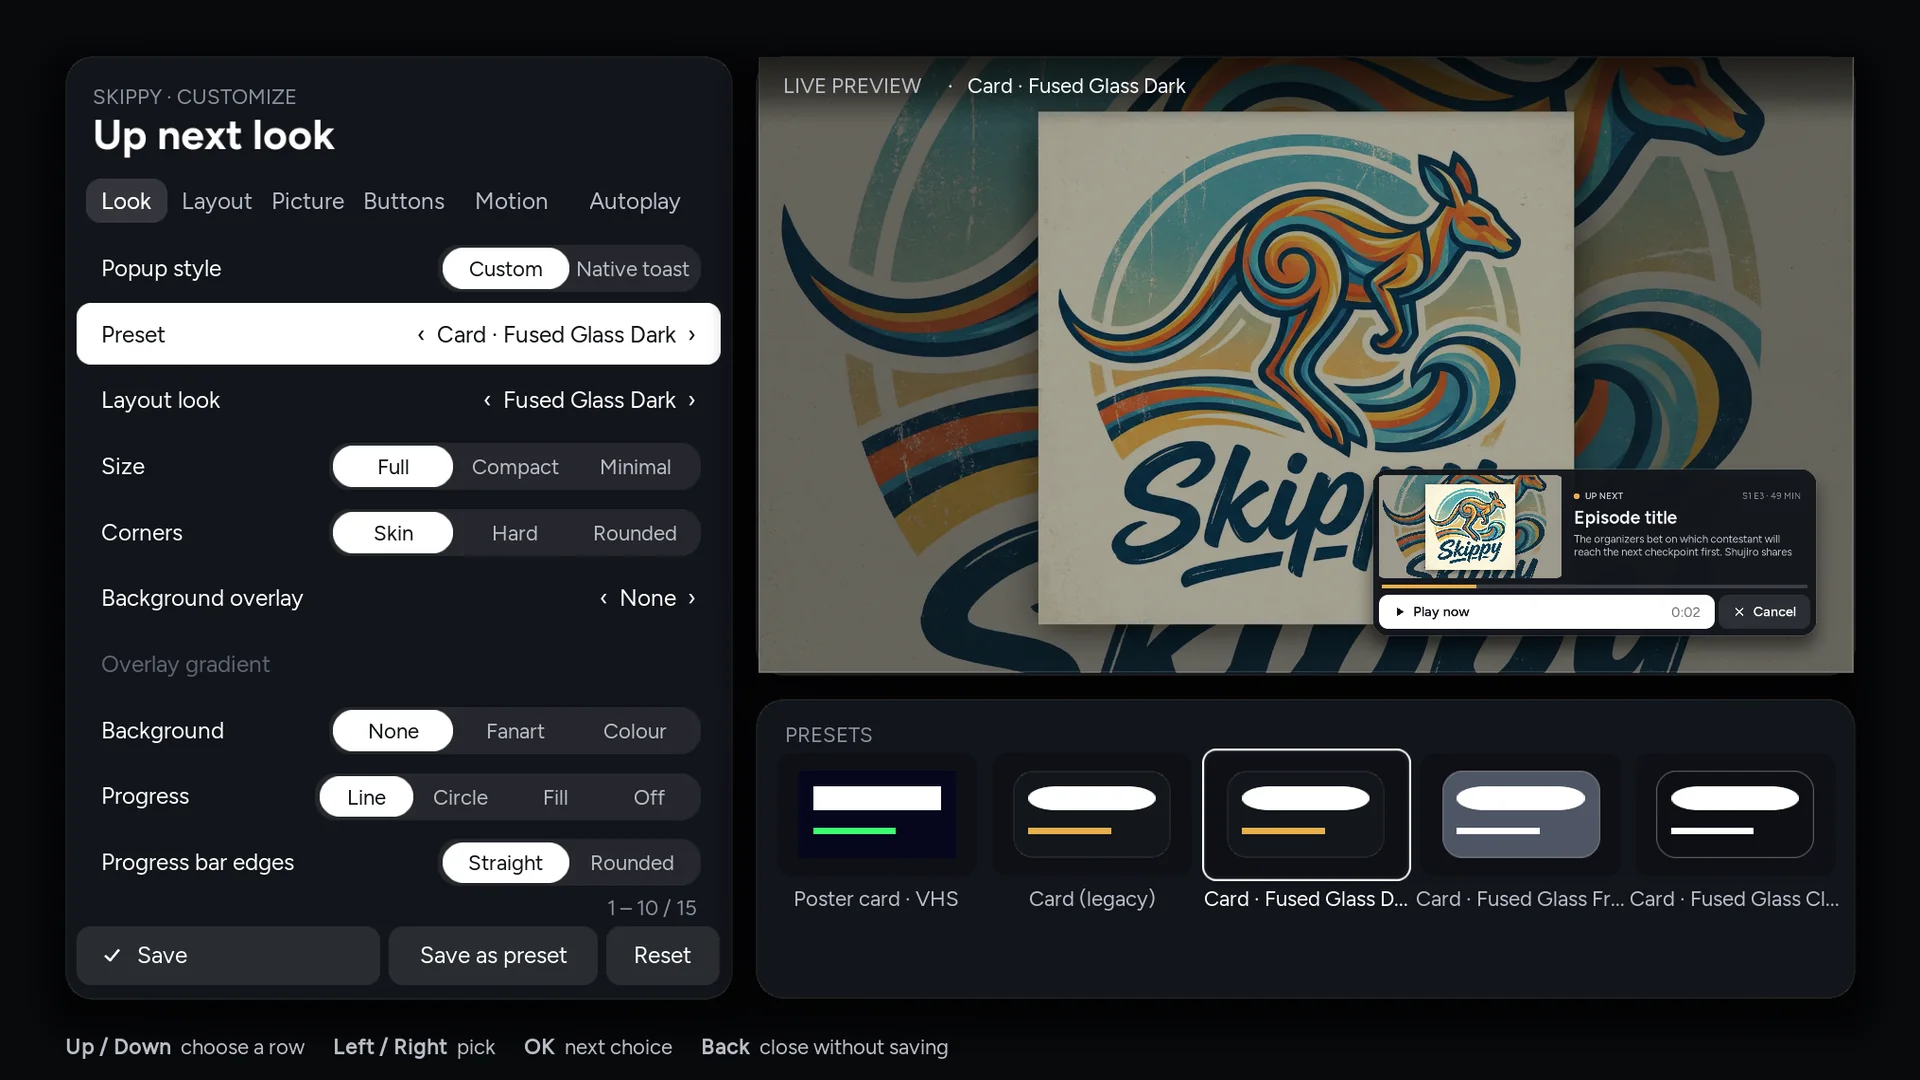 SKIPPY · CUSTOMIZE
Up next look
Look Layout Picture Buttons Motion Autoplay
Popup style Custom Native toast
Preset ‹ Card · Fused Glass Dark ›
Layout look ‹ Fused Glass Dark ›
Size Full Compact Minimal
Corners Skin Hard Rounded
Background overlay ‹ None ›
Overlay gradient
Background None Fanart Colour
Progress Line Circle Fill Off
Progress bar edges Straight Rounded
1 – 10 / 15
Save Save as preset Reset
LIVE PREVIEW · Card · Fused Glass Dark
Skippy
UP NEXT S1 E3 · 49 MIN
Episode title
The organizers bet on which contestant will
reach the next checkpoint first. Shujiro shares
Skippy
Play now 0:02 Cancel
Skippy
PRESETS
Poster card · VHS Card (legacy) Card · Fused Glass D... Card · Fused Glass Fr... Card · Fused Glass Cl...
Up / Down choose a row Left / Right pick OK next choice Back close without saving